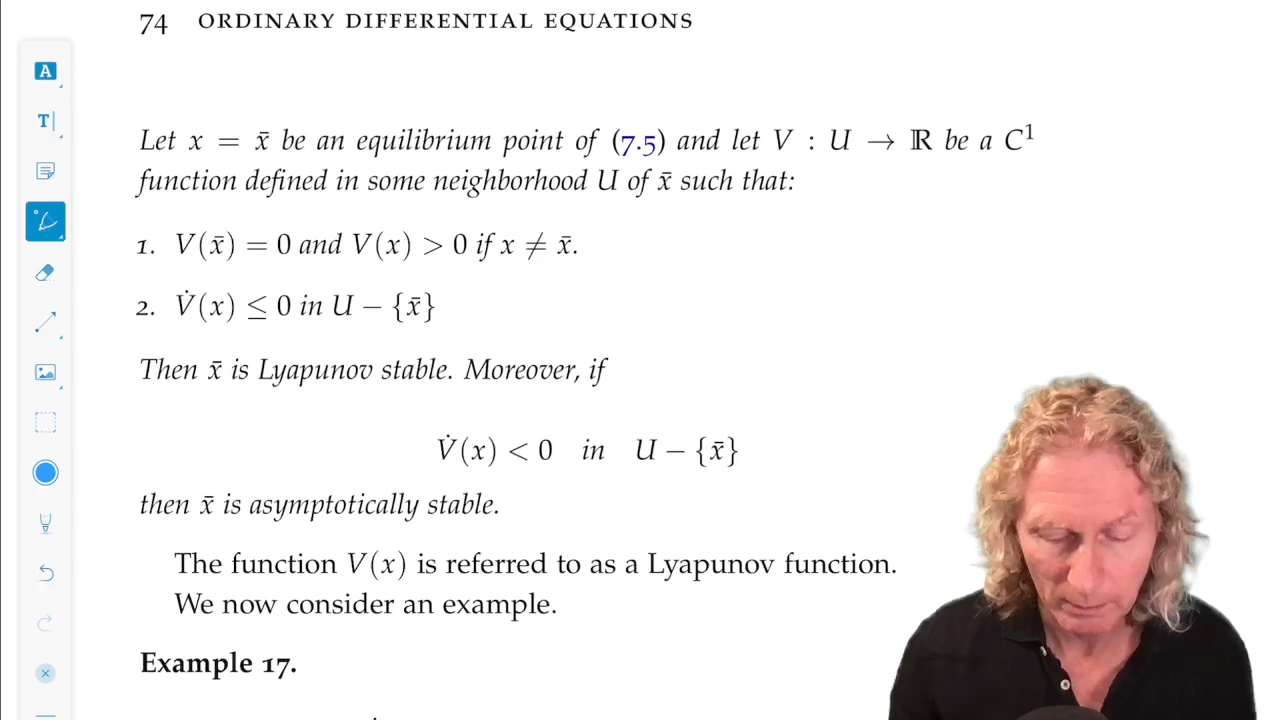 74 ORDINARY DIFFERENTIAL EQUATIONS
Let x = x̄ be an equilibrium point of (7.5) and let V : U → ℝ be a C¹
function defined in some neighborhood U of x̄ such that:
1. V(x̄) = 0 and V(x) > 0 if x ≠ x̄.
2. V̇(x) ≤ 0 in U − {x̄}
Then x̄ is Lyapunov stable. Moreover, if
V̇(x) < 0 in U − {x̄}
then x̄ is asymptotically stable.
The function V(x) is referred to as a Lyapunov function.
We now consider an example.
Example 17.
A
T